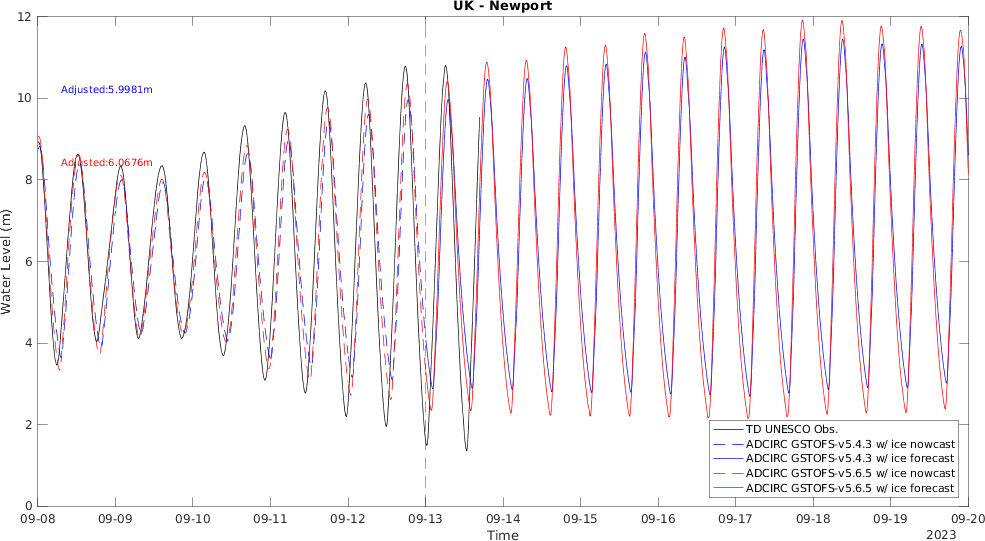 UK - Newport
Water Level (m)
12
10
8
6
4
2
0
Adjusted:5.9981m
Adjusted:6.0676m
TD UNESCO Obs.
ADCIRC GSTOFS-v5.4.3 w/ ice nowcast
ADCIRC GSTOFS-v5.4.3 w/ ice forecast
ADCIRC GSTOFS-v5.6.5 w/ ice nowcast
ADCIRC GSTOFS-v5.6.5 w/ ice forecast
09-08 09-09 09-10 09-11 09-12 09-13 09-14 09-15 09-16 09-17 09-18 09-19 09-20
Time
2023